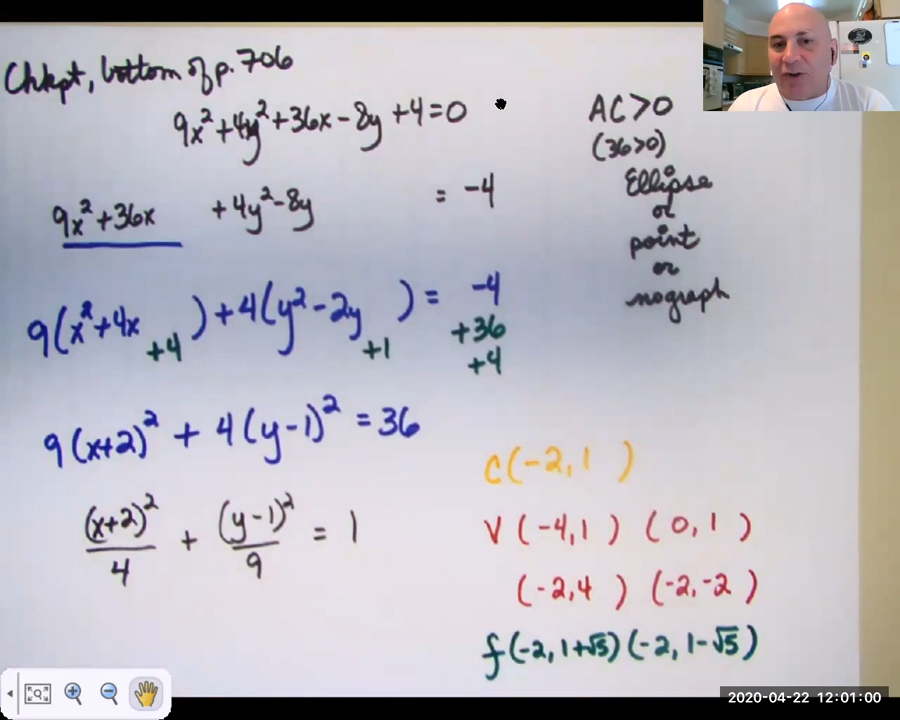 Chkpt, bottom of p. 706
9x² + 4y² + 36x - 8y + 4 = 0
AC > 0
(36 > 0)
Ellipse
or
point
or
nograph
9x² + 36x + 4y² - 8y = -4
9(x² + 4x +4) + 4(y² - 2y +1) = -4
+36
+4
9(x+2)² + 4(y-1)² = 36
(x+2)²/4 + (y-1)²/9 = 1
C(-2, 1)
V(-4, 1) (0, 1)
(-2, 4) (-2, -2)
f(-2, 1+√5) (-2, 1-√5)
2020-04-22 12:01:00